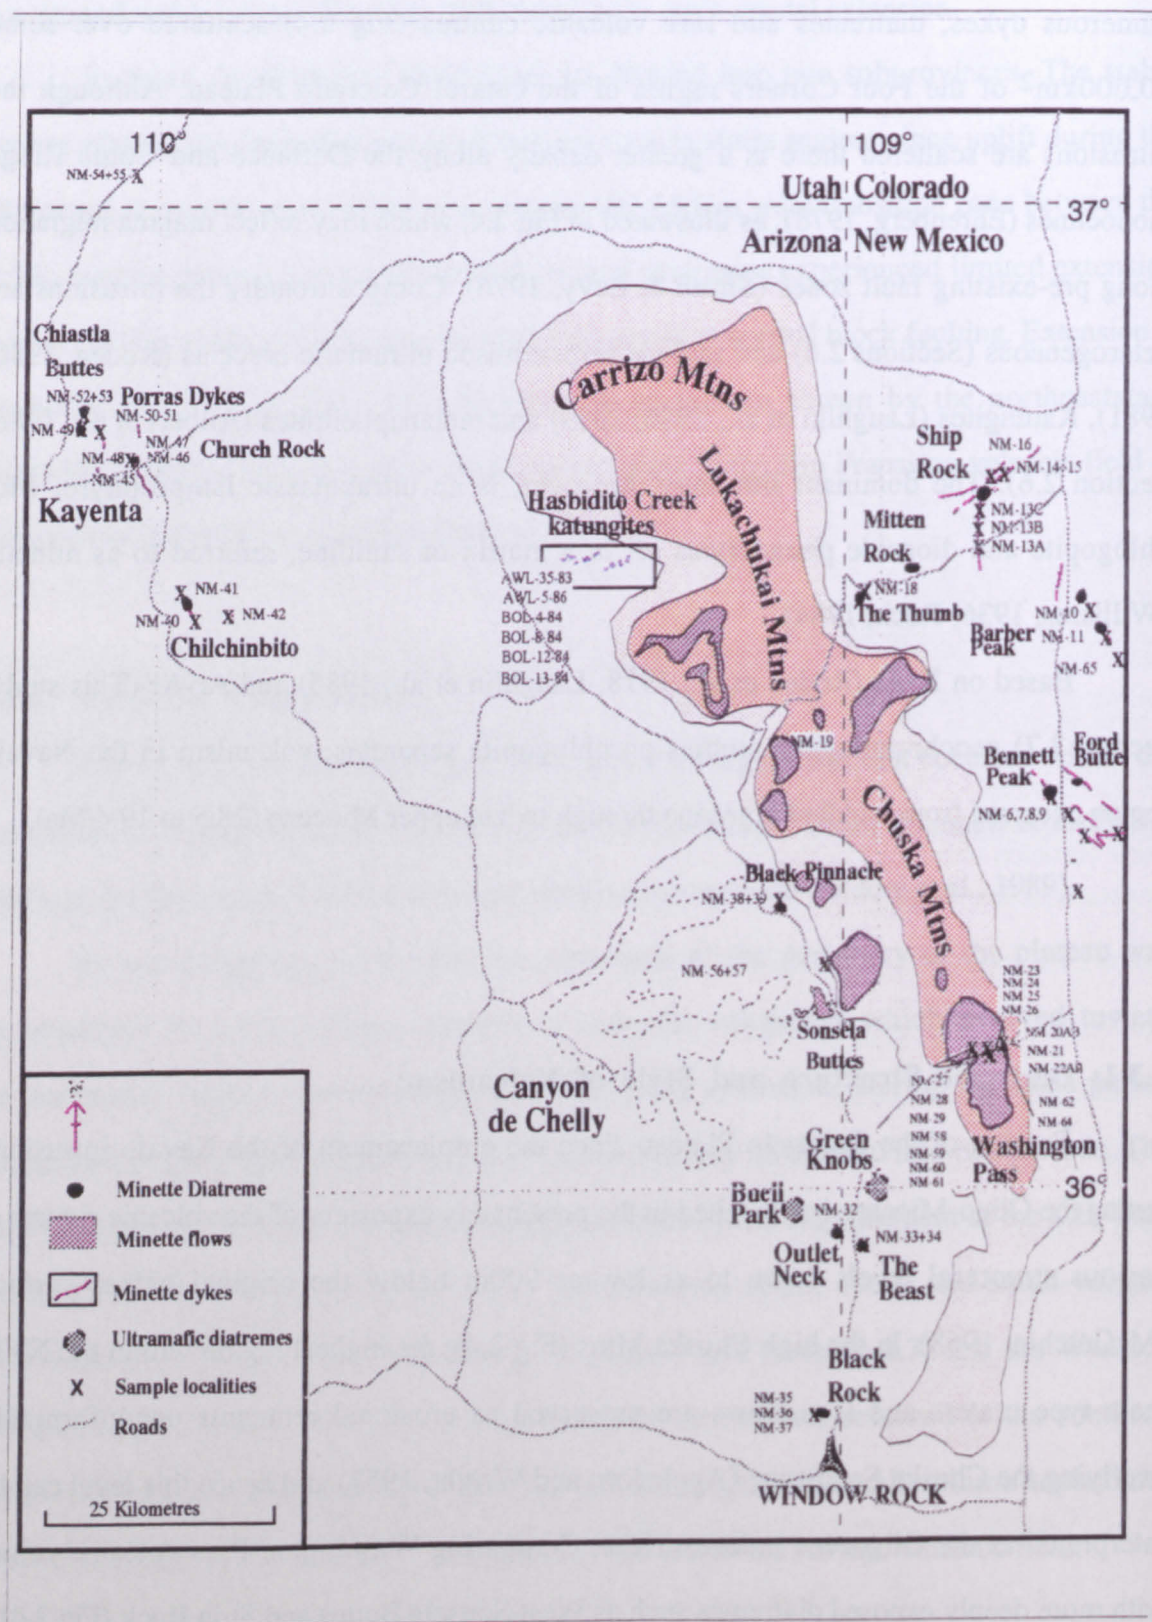 110°
109°
NM-54+55
Utah Colorado
37°
Arizona New Mexico
Chiastla
Buttes
NM-52+53
Porras Dykes
NM-50-51
NM-49
NM-47
NM-48
NM-46
Church Rock
NM-45
Kayenta
Carrizo Mtns
Lukachukai Mtns
Ship
Rock
NM-16
NM-14+15
NM-13C
NM-13B
NM-13A
Hasbidito Creek
katungites
Mitten
Rock
AWL-35-83
AWL-5-86
BOL-4-84
BOL-8-84
BOL-12-84
BOL-13-84
NM-18
The Thumb
NM-41
NM-40
NM-42
Chilchinbito
NM-10
Barber
Peak
NM-11
NM-65
NM-19
Bennett
Peak
Ford
Butte
NM-6,7,8,9
Chuska Mtns
Black Pinnacle
NM-38+39
NM-56+57
NM-23
NM-24
NM-25
NM-26
NM 20AB
NM-21
NM-22AB
NM-62
NM-64
Sonsela
Buttes
NM-28
NM-29
NM-58
NM-59
NM-60
NM-61
Canyon
de Chelly
Green
Knobs
Washington
Pass
36°
Buell
Park
NM-32
Outlet
Neck
NM-33+34
The
Beast
Black
Rock
NM-35
NM-36
NM-37
WINDOW ROCK
Minette Diatreme
Minette flows
Minette dykes
Ultramafic diatremes
X Sample localities
Roads
25 Kilometres